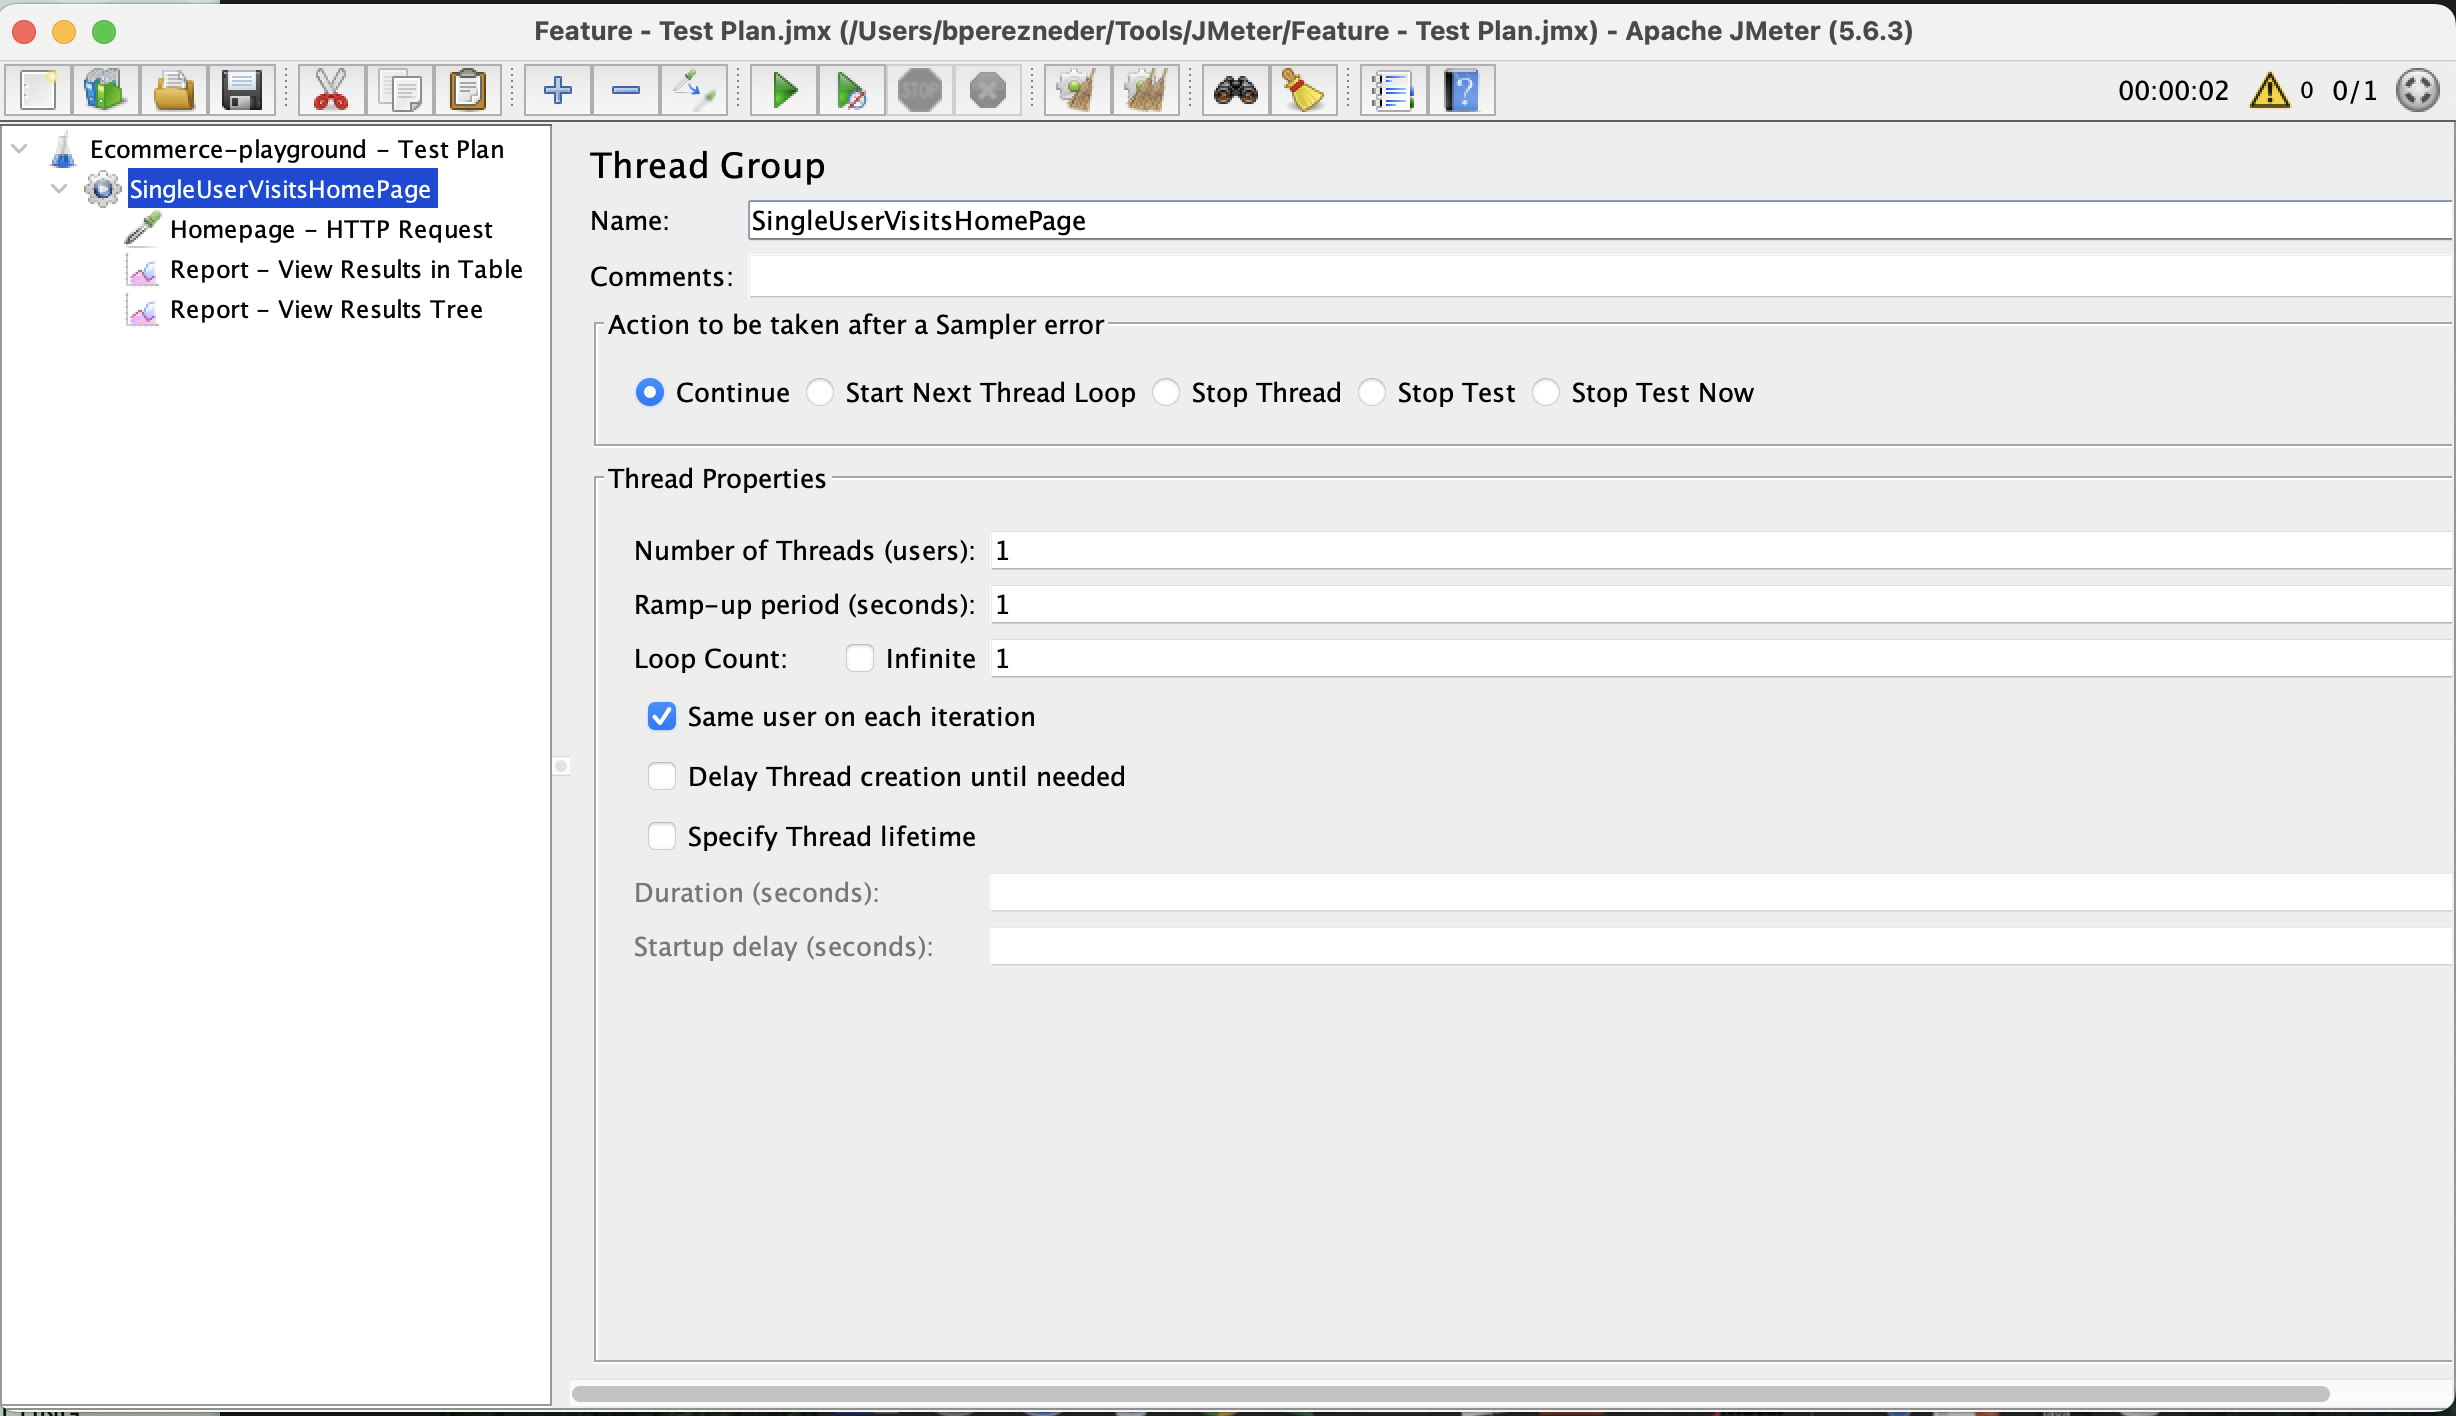 Feature - Test Plan.jmx (/Users/bperezneder/Tools/JMeter/Feature - Test Plan.jmx) - Apache JMeter (5.6.3)
STOP
00:00:02 0 0/1
Ecommerce-playground - Test Plan
SingleUserVisitsHomePage
Homepage - HTTP Request
Report - View Results in Table
Report - View Results Tree
Thread Group
Name: SingleUserVisitsHomePage
Comments:
Action to be taken after a Sampler error
Continue Start Next Thread Loop Stop Thread Stop Test Stop Test Now
Thread Properties
Number of Threads (users): 1
Ramp-up period (seconds): 1
Loop Count: Infinite 1
Same user on each iteration
Delay Thread creation until needed
Specify Thread lifetime
Duration (seconds):
Startup delay (seconds):